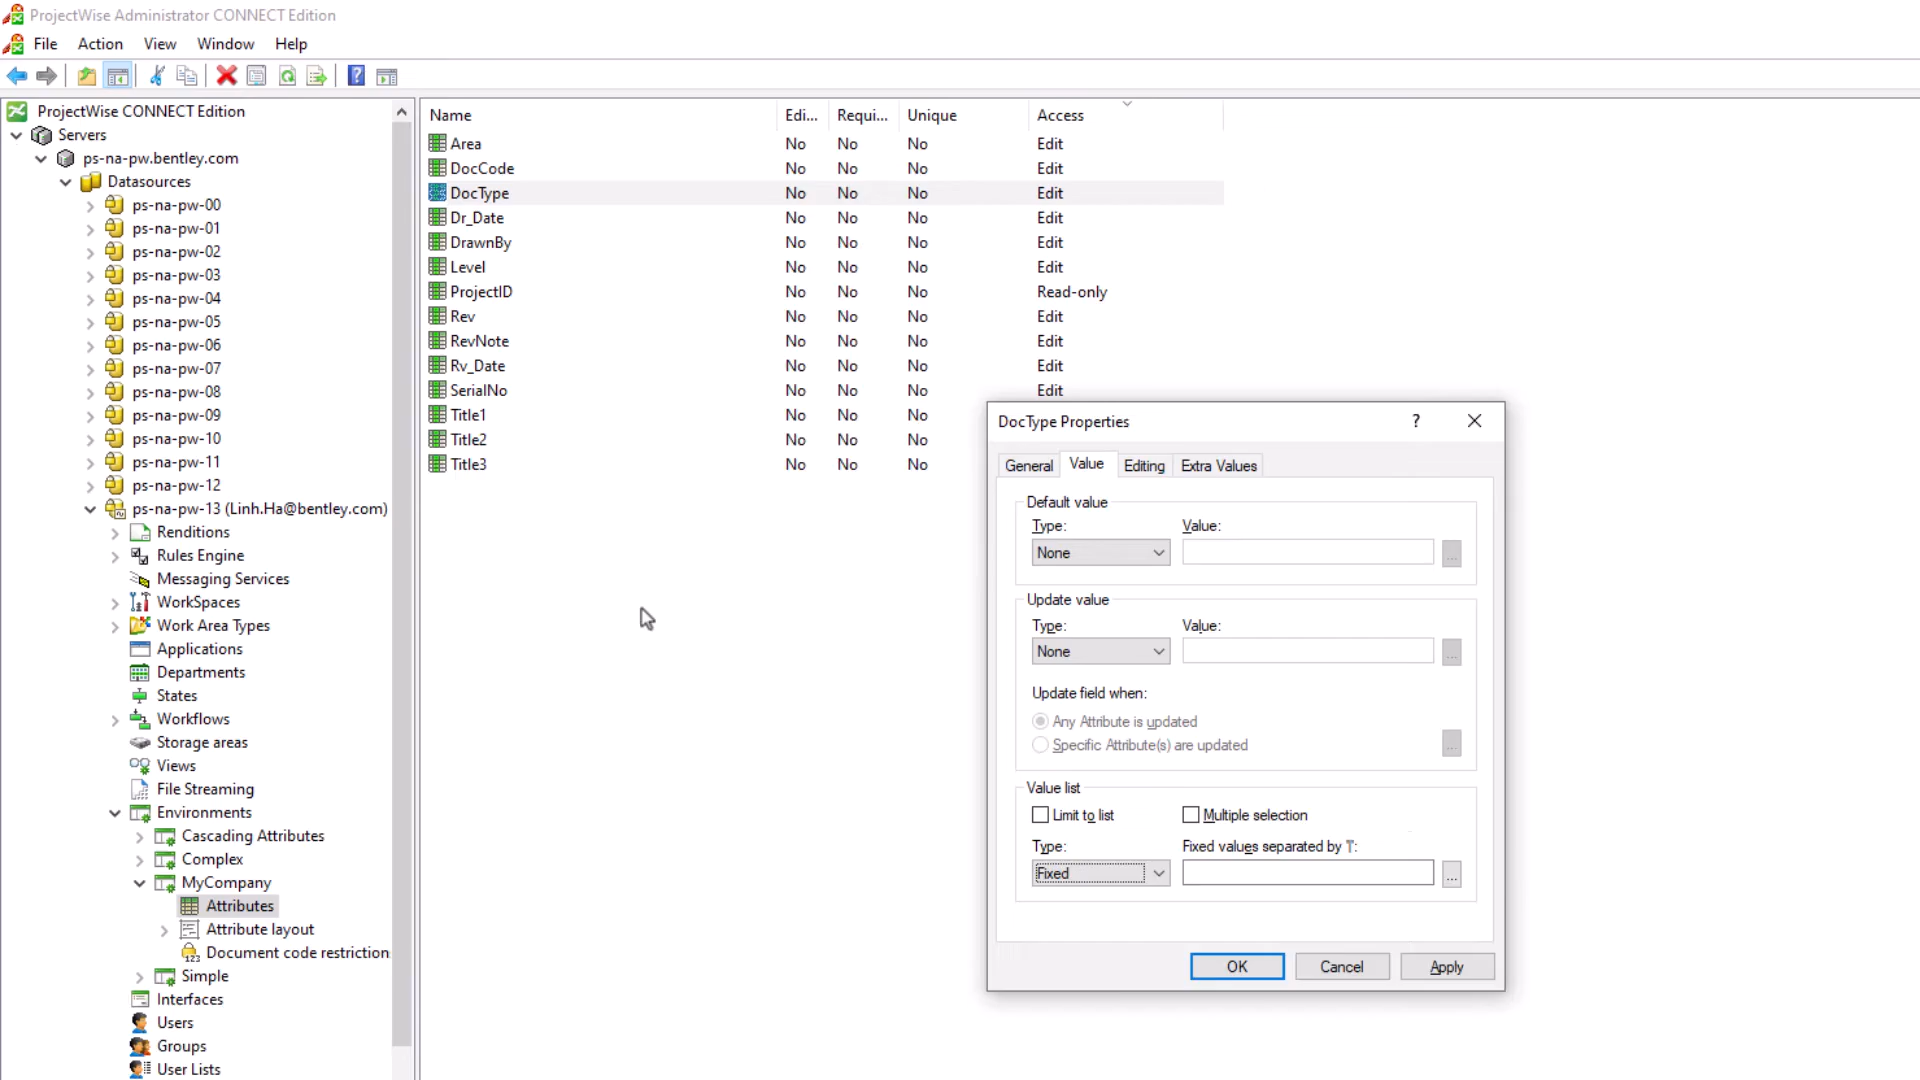 ProjectWise Administrator CONNECT Edition
File Action View Window Help
ProjectWise CONNECT Edition
Servers
ps-na-pw.bentley.com
Datasources
ps-na-pw-00
ps-na-pw-01
ps-na-pw-02
ps-na-pw-03
ps-na-pw-04
ps-na-pw-05
ps-na-pw-06
ps-na-pw-07
ps-na-pw-08
ps-na-pw-09
ps-na-pw-10
ps-na-pw-11
ps-na-pw-12
ps-na-pw-13 (Linh.Ha@bentley.com)
Renditions
Rules Engine
Messaging Services
WorkSpaces
Work Area Types
Applications
Departments
States
Workflows
Storage areas
Views
File Streaming
Environments
Cascading Attributes
Complex
MyCompany
Attributes
Attribute layout
Document code restriction
Simple
Interfaces
Users
Groups
User Lists
Name Edi... Requi... Unique Access
Area No No No Edit
DocCode No No No Edit
DocType No No No Edit
Dr_Date No No No Edit
DrawnBy No No No Edit
Level No No No Edit
ProjectID No No No Read-only
Rev No No No Edit
RevNote No No No Edit
Rv_Date No No No Edit
SerialNo No No No Edit
Title1 No No No
Title2 No No No
Title3 No No No
DocType Properties ?
General Value Editing Extra Values
Default value
Type: Value:
None ...
Update value
Type: Value:
None ...
Update field when:
Any Attribute is updated
Specific Attribute(s) are updated ...
Value list
Limit to list Multiple selection
Type: Fixed values separated by '|':
Fixed ...
OK Cancel Apply